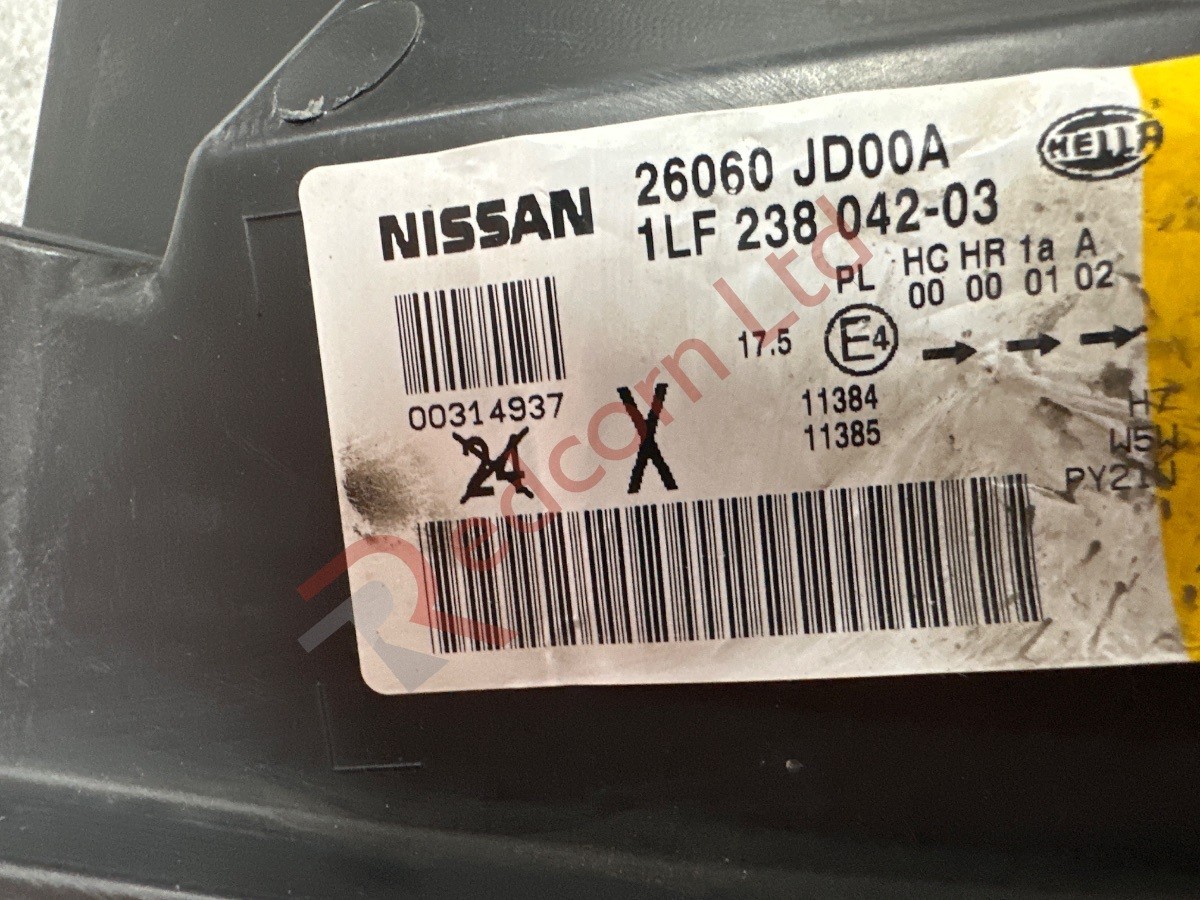 26060 JD00A
HELLA
NISSAN
1LF 238 042-03
HC HR 1a A
PL 00 00 01 02
17.5 E4
00314937
11384
11385
24 X
H7
W5W
PY21W
Redcorn Ltd